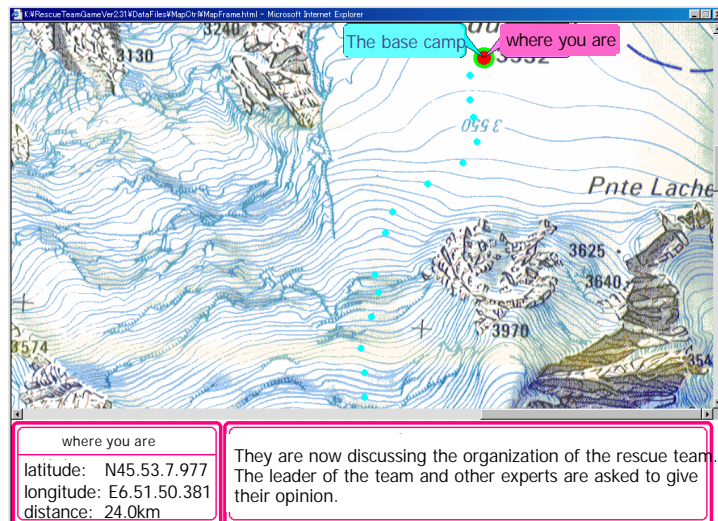 K:¥RescueTeamGameVer2.31¥DataFiles¥MapCtrl¥MapFrame.html - Microsoft Internet Explorer
3240
The base camp
where you are
3130
3 550
Pnte Lache
3625
3640
3970
3574
354
where you are
latitude: N45.53.7.977
longitude: E6.51.50.381
distance: 24.0km
They are now discussing the organization of the rescue team.
The leader of the team and other experts are asked to give
their opinion.